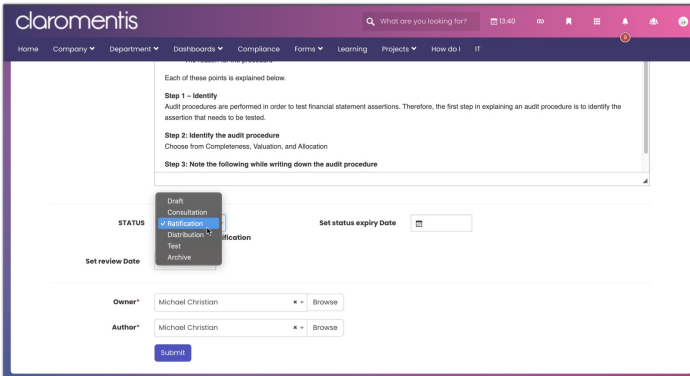 claromentis
What are you looking for?
13:40
Home Company Department Dashboards Compliance Forms Learning Projects How do I IT
The reason for the procedure
Each of these points is explained below.
Step 1 – Identify
Audit procedures are performed in order to test financial statement assertions. Therefore, the first step in explaining an audit procedure is to identify the
assertion that needs to be tested.
Step 2: Identify the audit procedure
Choose from Completeness, Valuation, and Allocation
Step 3: Note the following while writing down the audit procedure
Draft
Consultation
STATUS ✓ Ratification Set status expiry Date
Distribution
Test
Archive
Set review Date
Owner* Michael Christian × Browse
Author* Michael Christian × Browse
Submit